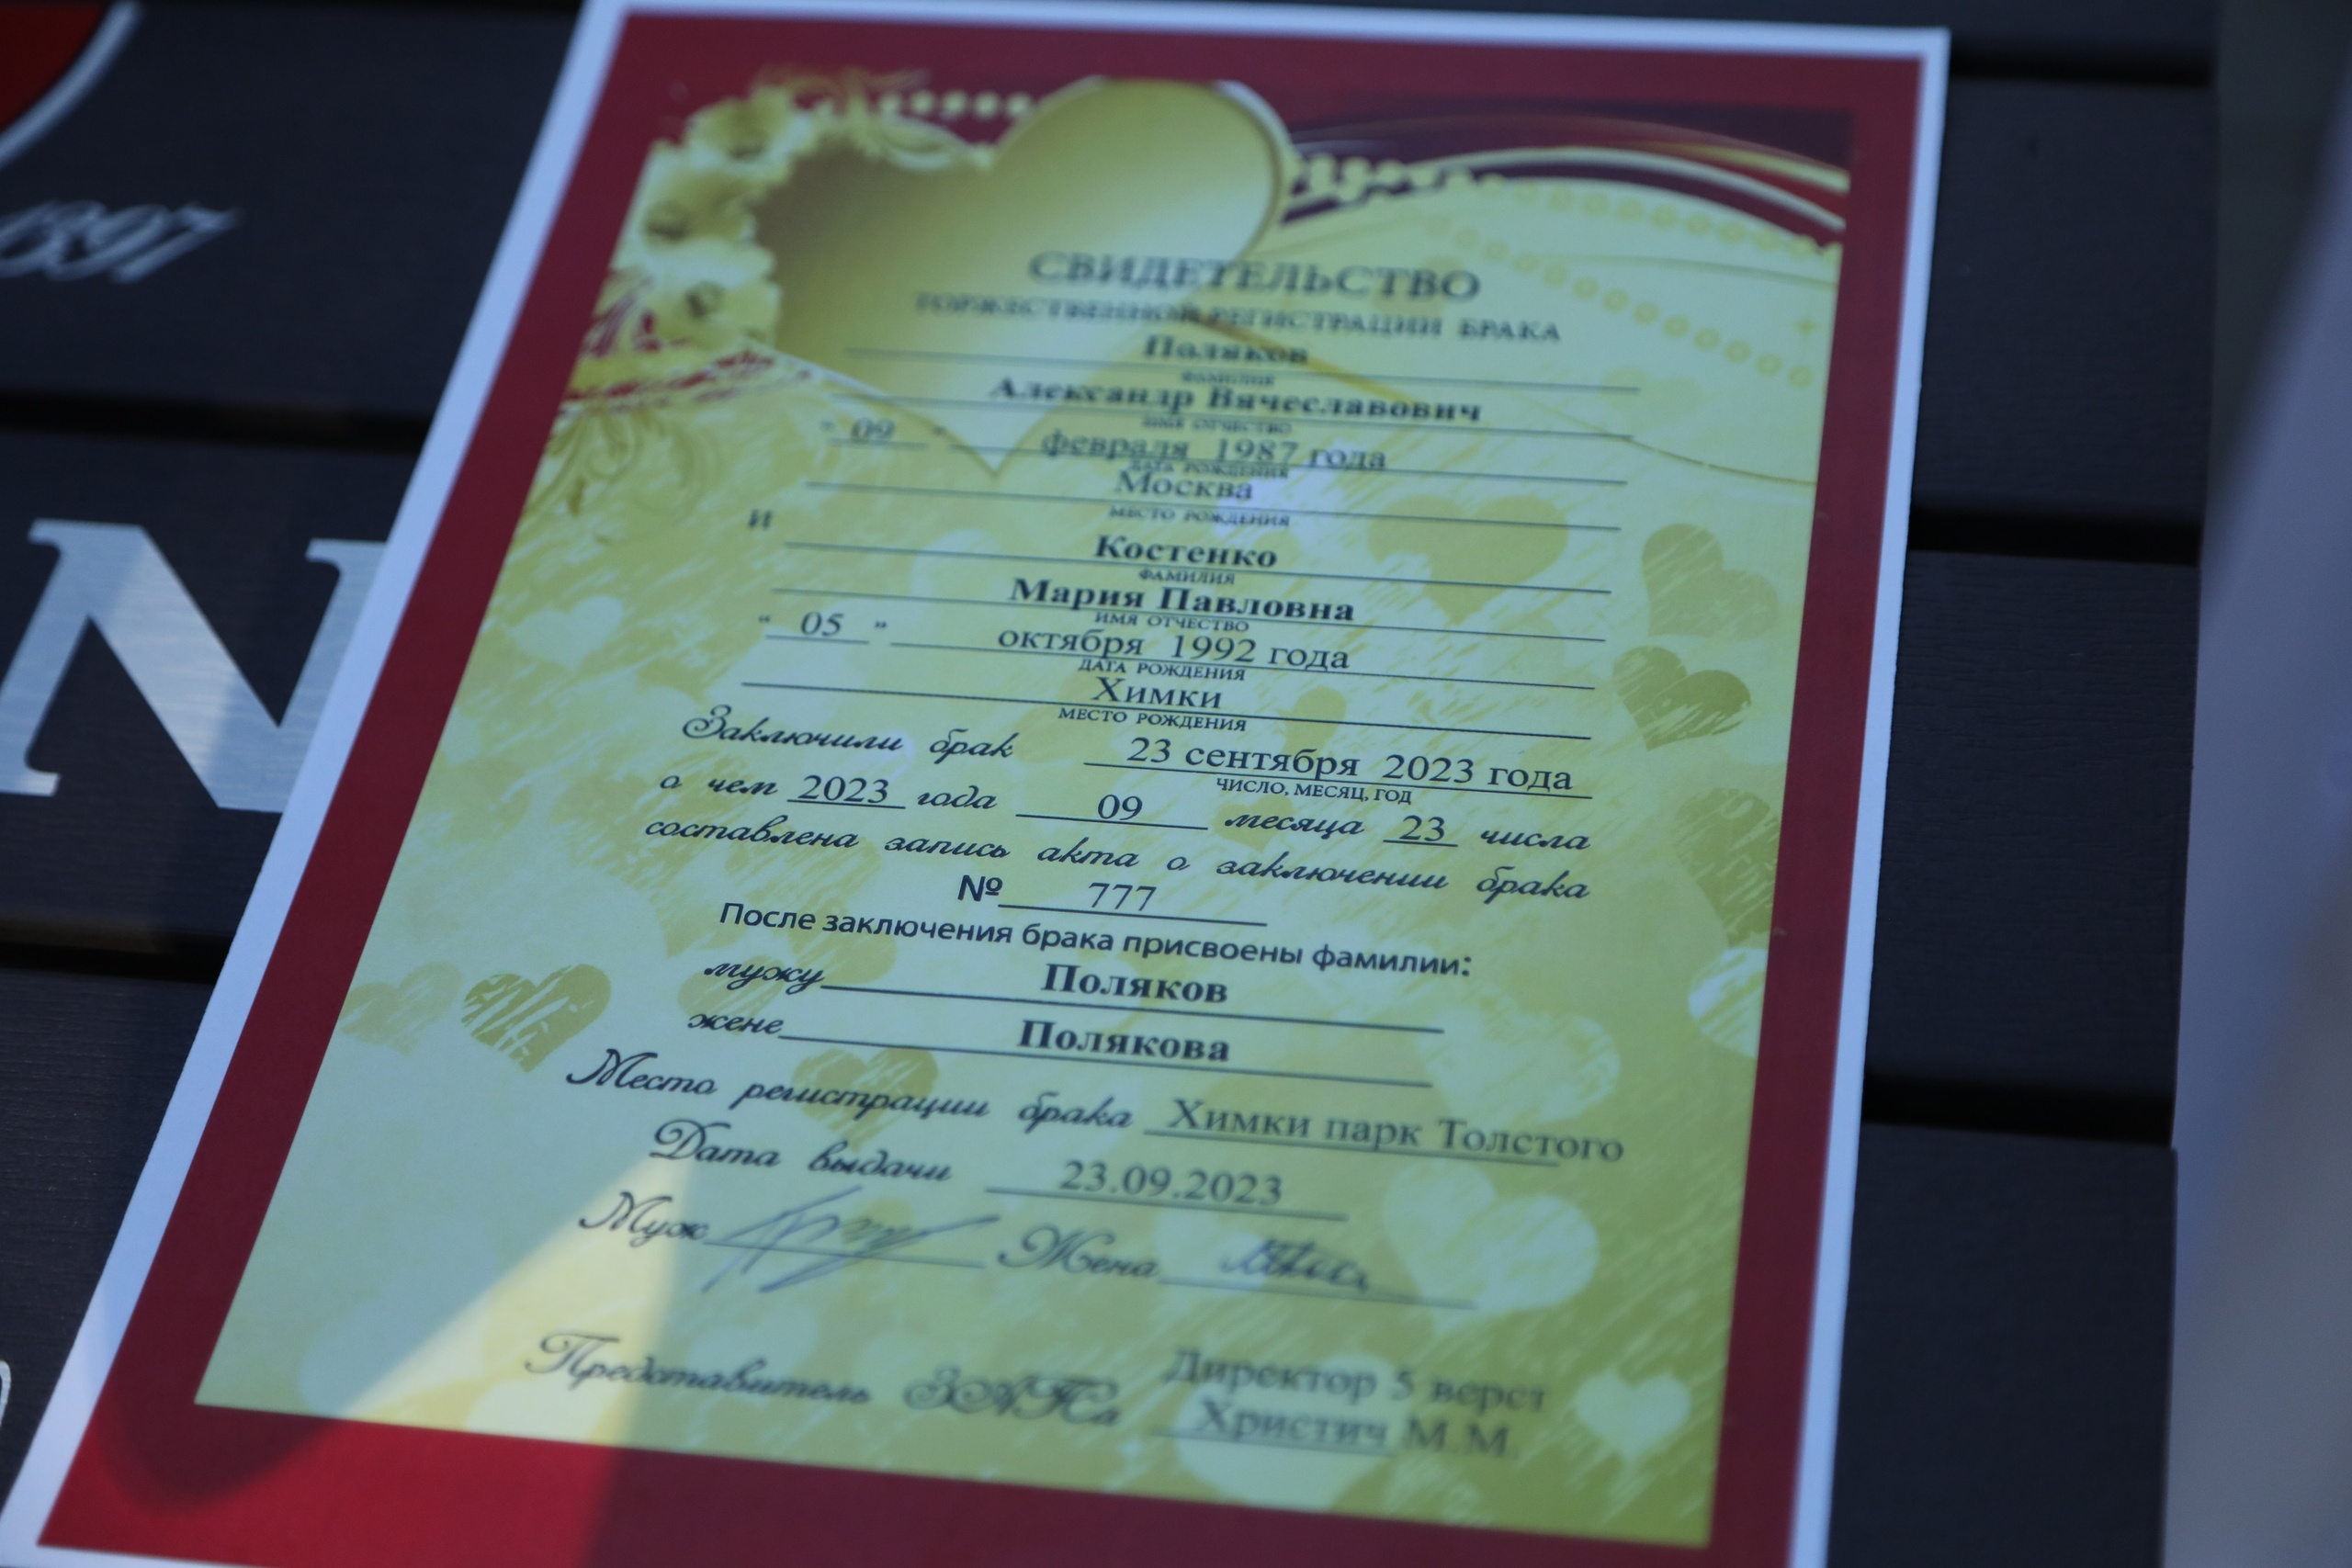 1897
N
СВИДЕТЕЛЬСТВО
ТОРЖЕСТВЕННОЙ РЕГИСТРАЦИИ БРАКА
Поляков
ФАМИЛИЯ
Александр Вячеславович
ИМЯ ОТЧЕСТВО
" 09 " февраля 1987 года
ДАТА РОЖДЕНИЯ
Москва
МЕСТО РОЖДЕНИЯ
И
Костенко
ФАМИЛИЯ
Мария Павловна
ИМЯ ОТЧЕСТВО
“ 05 ” октября 1992 года
ДАТА РОЖДЕНИЯ
Химки
МЕСТО РОЖДЕНИЯ
Заключили брак 23 сентября 2023 года
ЧИСЛО, МЕСЯЦ, ГОД
о чем 2023 года 09 месяца 23 числа
составлена запись акта о заключении брака
№ 777
После заключения брака присвоены фамилии:
мужу Поляков
жене Полякова
Место регистрации брака Химки парк Толстого
Дата выдачи 23.09.2023
Муж Жена
Представитель ЗАГСа Директор 5 верст
Христич М.М.